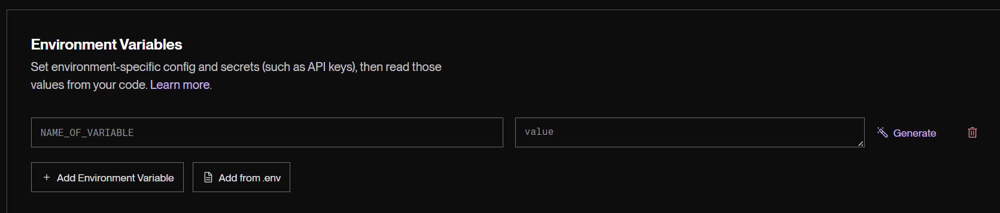 Environment Variables
Set environment-specific config and secrets (such as API keys), then read those
values from your code. Learn more.
NAME_OF_VARIABLE
value
Generate
Add Environment Variable
Add from .env